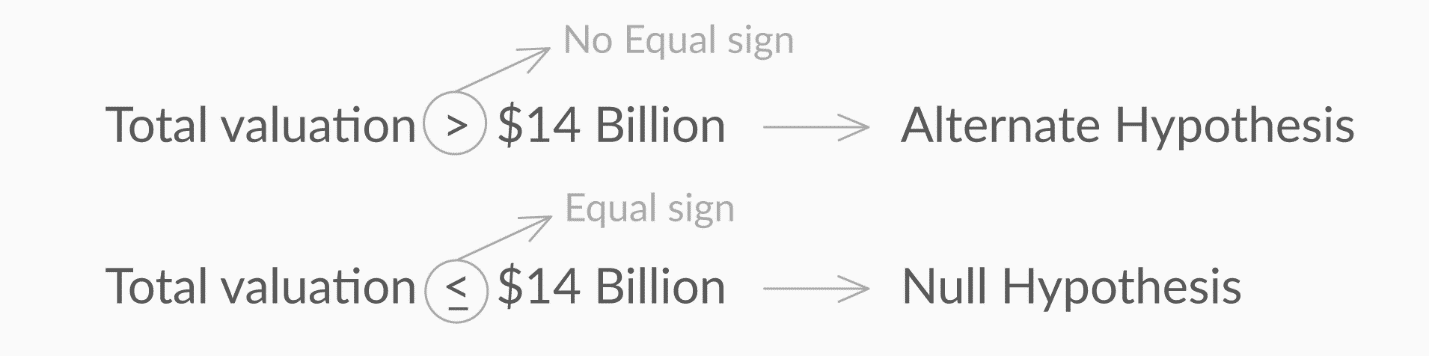 No Equal sign
Total valuation > $14 Billion Alternate Hypothesis
Equal sign
Total valuation ≤ $14 Billion Null Hypothesis